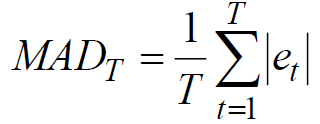 MAD_T = \frac{1}{T} \sum_{t=1}^{T} |e_t|